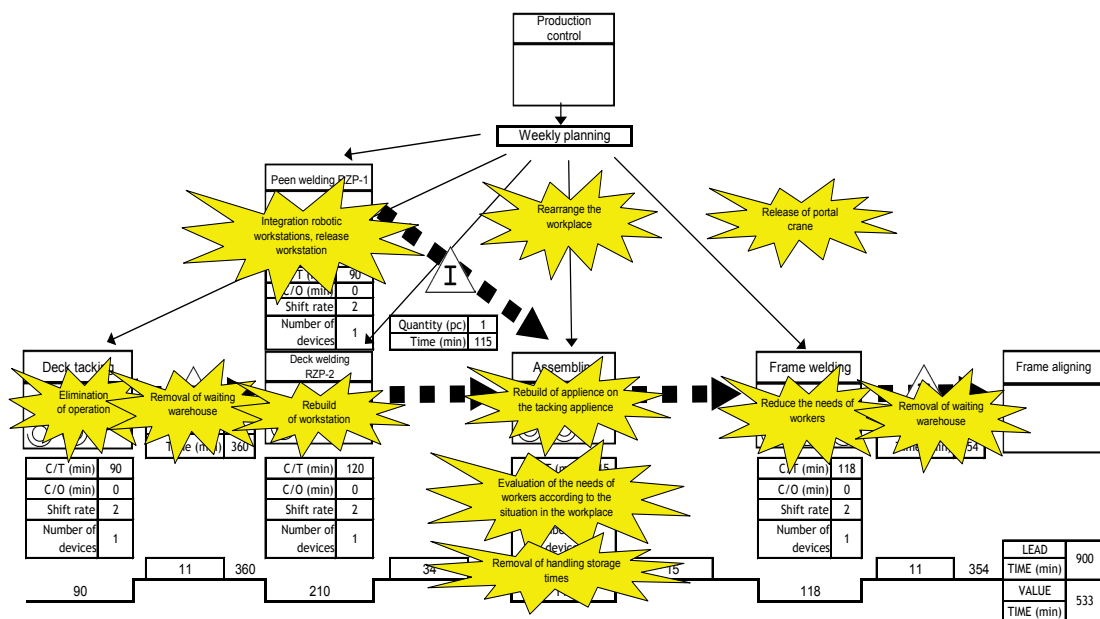 Production
control
Weekly planning
Peen welding RZP-1
Integration robotic
workstations, release
workstation
Rearrange the
workplace
Release of portal
crane
90
C/O (min) 0
Shift rate 2
Number of
devices 1
I
Quantity (pc) 1
Time (min) 115
Deck tacking
Elimination
of operation
Removal of waiting
warehouse
360
Deck welding
RZP-2
Rebuild
of workstation
Rebuild of applience on
the tacking applience
Frame welding
Reduce the needs of
workers
Removal of waiting
warehouse
Frame aligning
C/T (min) 90
C/O (min) 0
Shift rate 2
Number of
devices 1
C/T (min) 120
C/O (min) 0
Shift rate 2
Number of
devices 1
Evaluation of the needs of
workers according to the
situation in the workplace
C/T (min) 118
C/O (min) 0
Shift rate 2
Number of
devices 1
Removal of handling storage
times
90
11 360
210
34
15
118
11 354
LEAD
TIME (min) 900
VALUE
TIME (min) 533